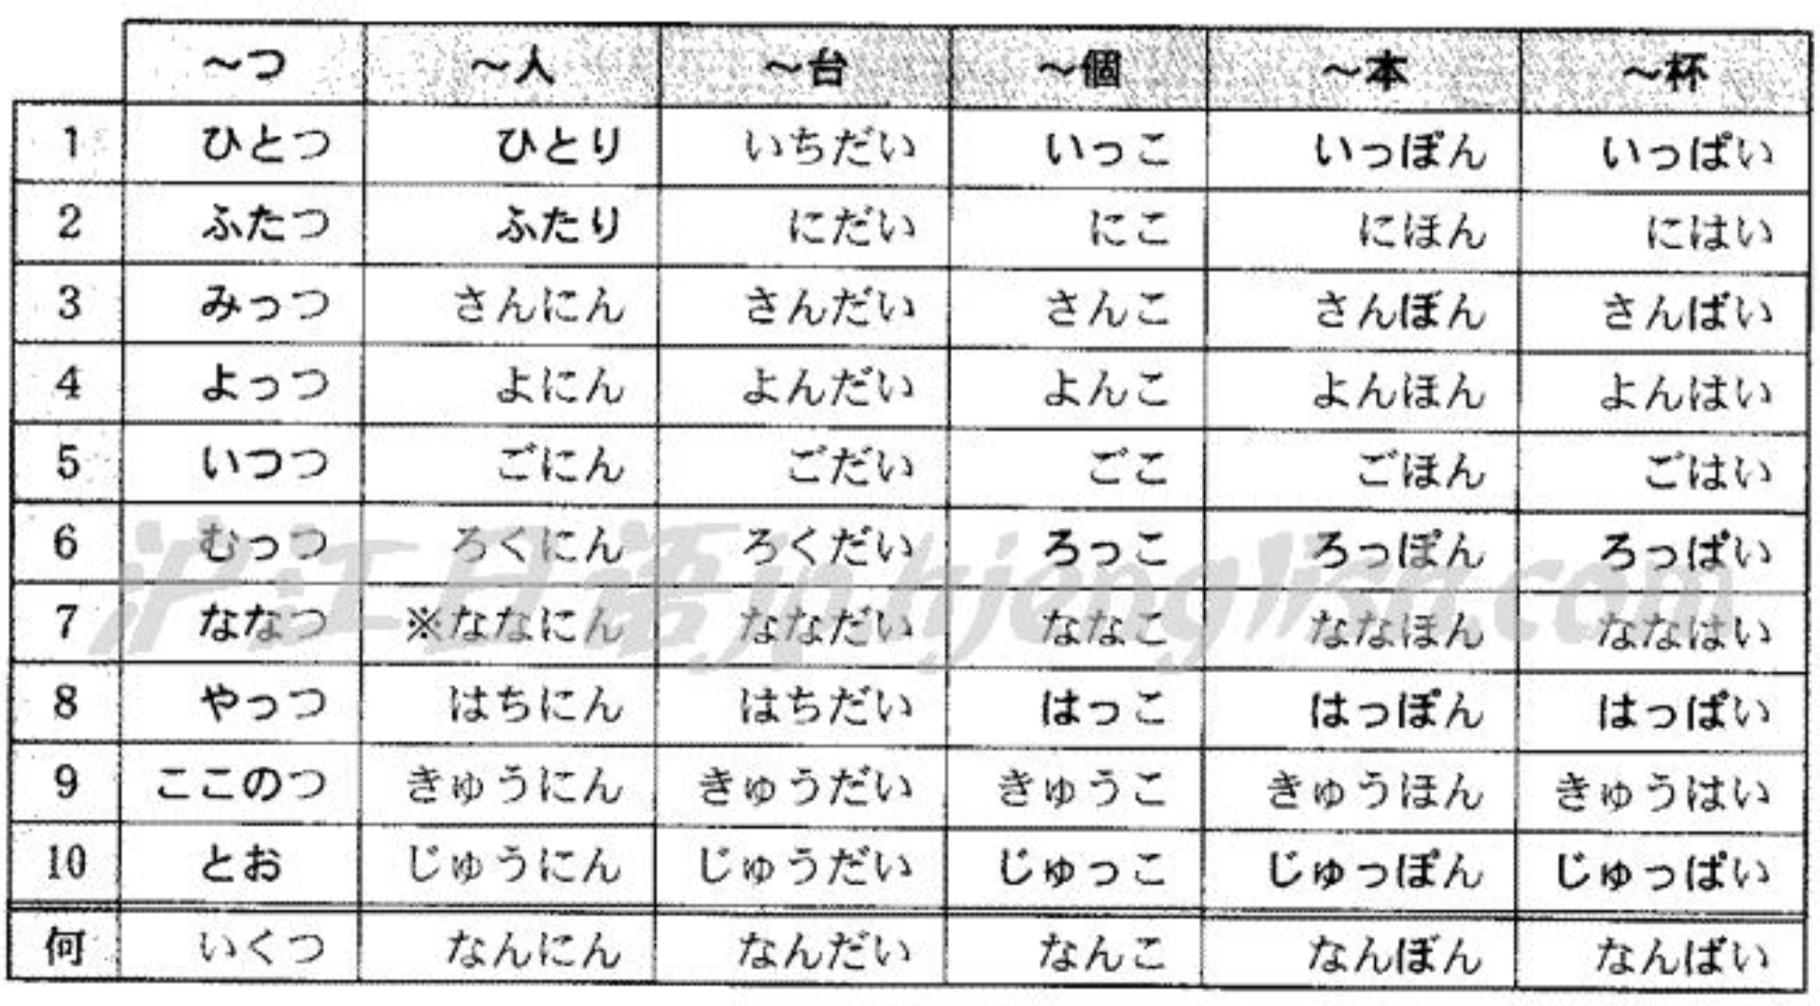 ～つ ～人 ～台 ～個 ～本 ～杯
1 ひとつ ひとり いちだい いっこ いっぽん いっぱい
2 ふたつ ふたり にだい にこ にほん にはい
3 みっつ さんにん さんだい さんこ さんぼん さんばい
4 よっつ よにん よんだい よんこ よんほん よんはい
5 いつつ ごにん ごだい ごこ ごほん ごはい
6 むっつ ろくにん ろくだい ろっこ ろっぽん ろっぱい
沪江日语jp.hjenglish.com
7 ななつ ※ななにん ななだい ななこ ななほん ななはい
8 やっつ はちにん はちだい はっこ はっぽん はっぱい
9 ここのつ きゅうにん きゅうだい きゅうこ きゅうほん きゅうはい
10 とお じゅうにん じゅうだい じゅっこ じゅっぽん じゅっぱい
何 いくつ なんにん なんだい なんこ なんぼん なんばい